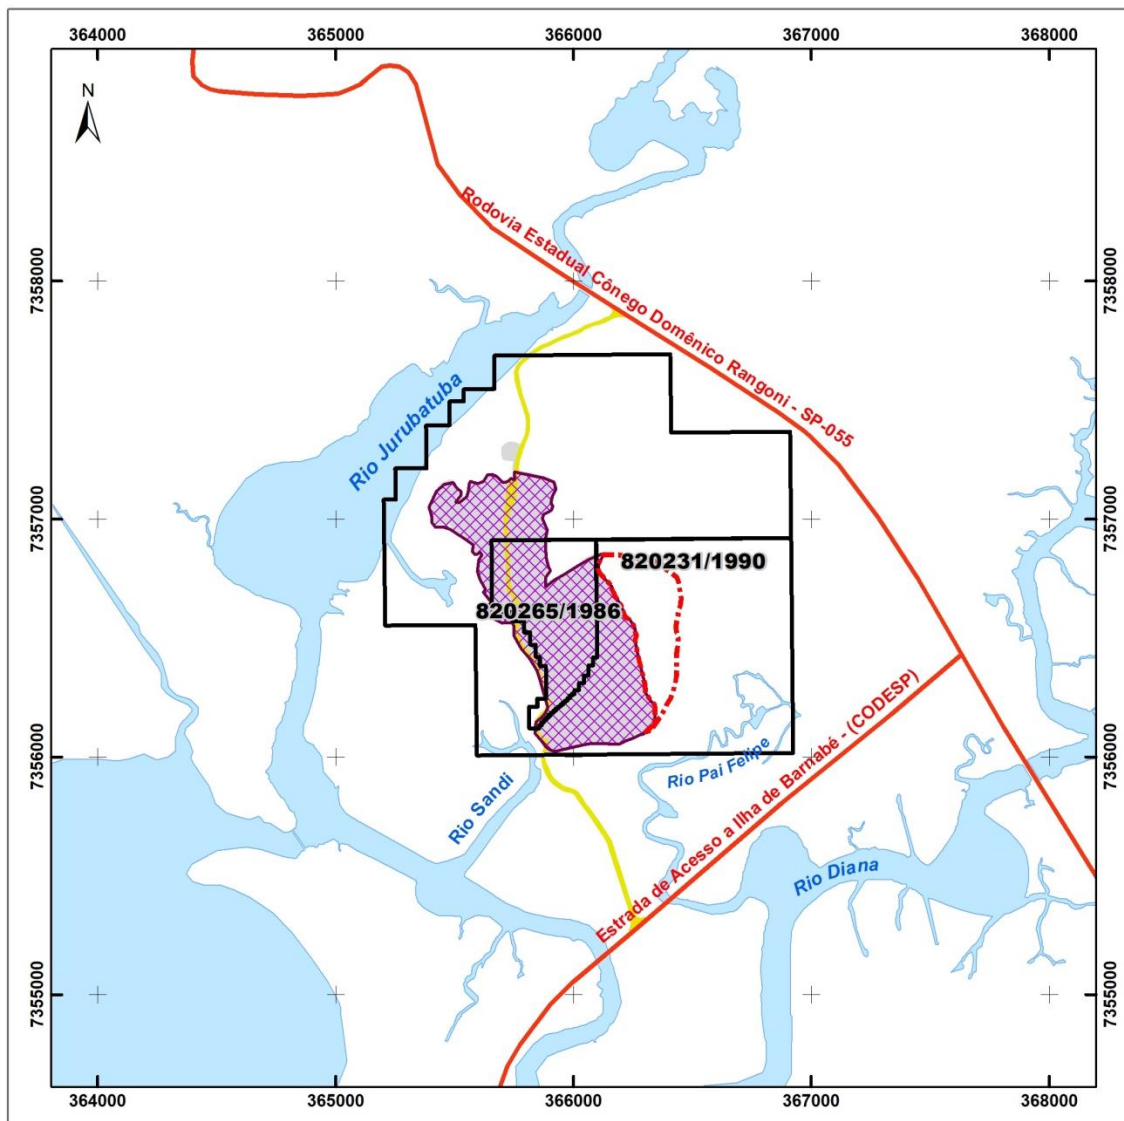 364000
365000
366000
367000
368000
N
Rodovia Estadual Cônego Domênico Rangoni - SP-055
7358000
7358000
Rio Jurubatuba
7357000
7357000
820231/1990
820265/1986
7356000
7356000
Rio Pai Felipe
Rio Sandi
Estrada de Acesso a Ilha de Barnabé - (CODESP)
Rio Diana
7355000
7355000
364000
365000
366000
367000
368000